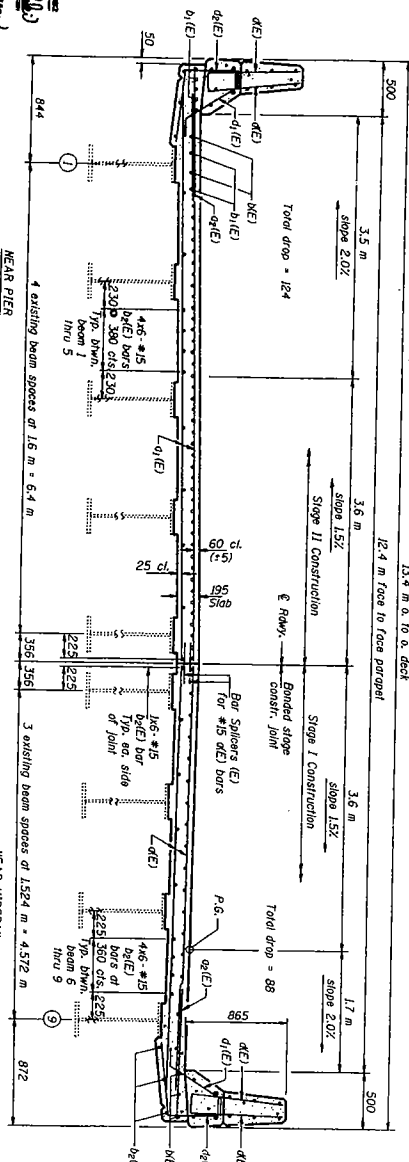 13.4 m o. to o. deck
12.4 m face to face parapet
500
3.5 m
3.6 m
3.6 m
1.7 m
500
slope 2.0%
slope 1.5%
slope 1.5%
slope 2.0%
Stage II Construction
Stage I Construction
℄ Rdwy.
Bonded stage
constr. joint
Total drop = 124
Total drop = 88
P.G.
865
d(E)
d(E)
d2(E)
b1(E)
d1(E)
b(E)
b1(E)
a2(E)
a1(E)
50
60 cl.
(±5)
25 cl.
195
Slab
Bar Splicers (E)
for #15 a(E) bars
a(E)
a2(E)
d1(E)
d(E)
844
1
230
230
4x6-#15
b2(E) bars
@ 380 cts.
Typ. btwn.
beam 1
thru 5
225
225
356
356
1x6-#15
b2(E) bar
Typ. ea. side
of joint
225
225
4x6-#15
b2(E)
bars at
360 cts.
Typ. btwn.
beam 6
thru 9
9
872
4 existing beam spaces at 1.6 m = 6.4 m
3 existing beam spaces at 1.524 m = 4.572 m
NEAR PIER